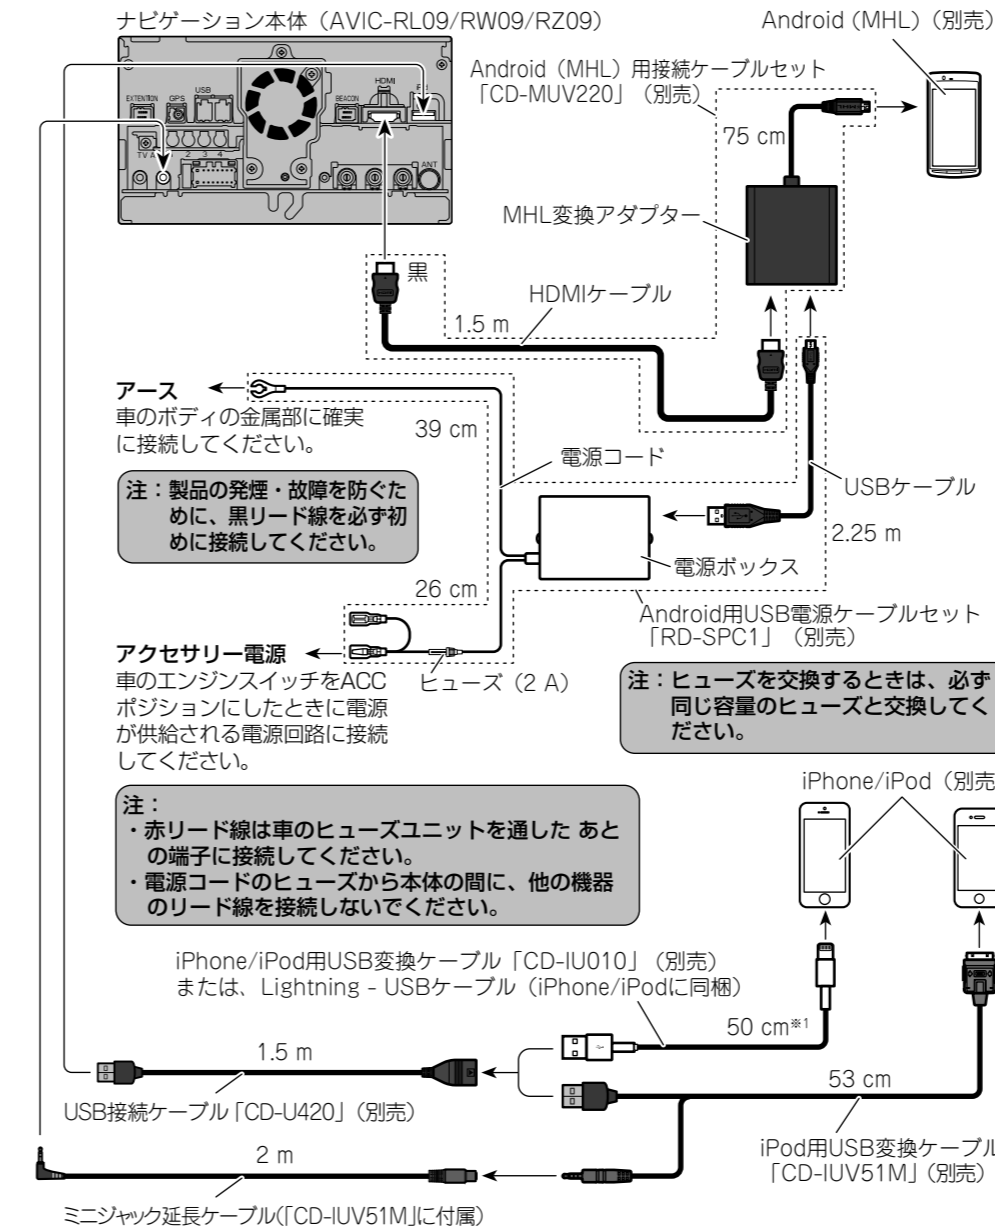 ナビゲーション本体（AVIC-RL09/RW09/RZ09）
Android (MHL)（別売）
Android（MHL）用接続ケーブルセット
「CD-MUV220」（別売）
EXTENTION
GPS
USB
BEACON
HDMI
TV A
2 3 4
ANT
75 cm
MHL変換アダプター
黒
HDMIケーブル
1.5 m
アース
車のボディの金属部に確実
に接続してください。
39 cm
電源コード
注：製品の発煙・故障を防ぐた
めに、黒リード線を必ず初
めに接続してください。
USBケーブル
2.25 m
電源ボックス
26 cm
Android用USB電源ケーブルセット
「RD-SPC1」（別売）
アクセサリー電源
車のエンジンスイッチをACC
ポジションにしたときに電源
が供給される電源回路に接続
してください。
ヒューズ（2 A）
注：ヒューズを交換するときは、必ず
同じ容量のヒューズと交換してく
ださい。
注：
・赤リード線は車のヒューズユニットを通した あと
の端子に接続してください。
・電源コードのヒューズから本体の間に、他の機器
のリード線を接続しないでください。
iPhone/iPod（別売
iPhone/iPod用USB変換ケーブル「CD-IU010」（別売）
または、Lightning - USBケーブル（iPhone/iPodに同梱）
50 cm※1
1.5 m
53 cm
USB接続ケーブル「CD-U420」（別売）
2 m
iPod用USB変換ケーブル
「CD-IUV51M」（別売）
ミニジャック延長ケーブル(｢CD-IUV51M｣に付属)